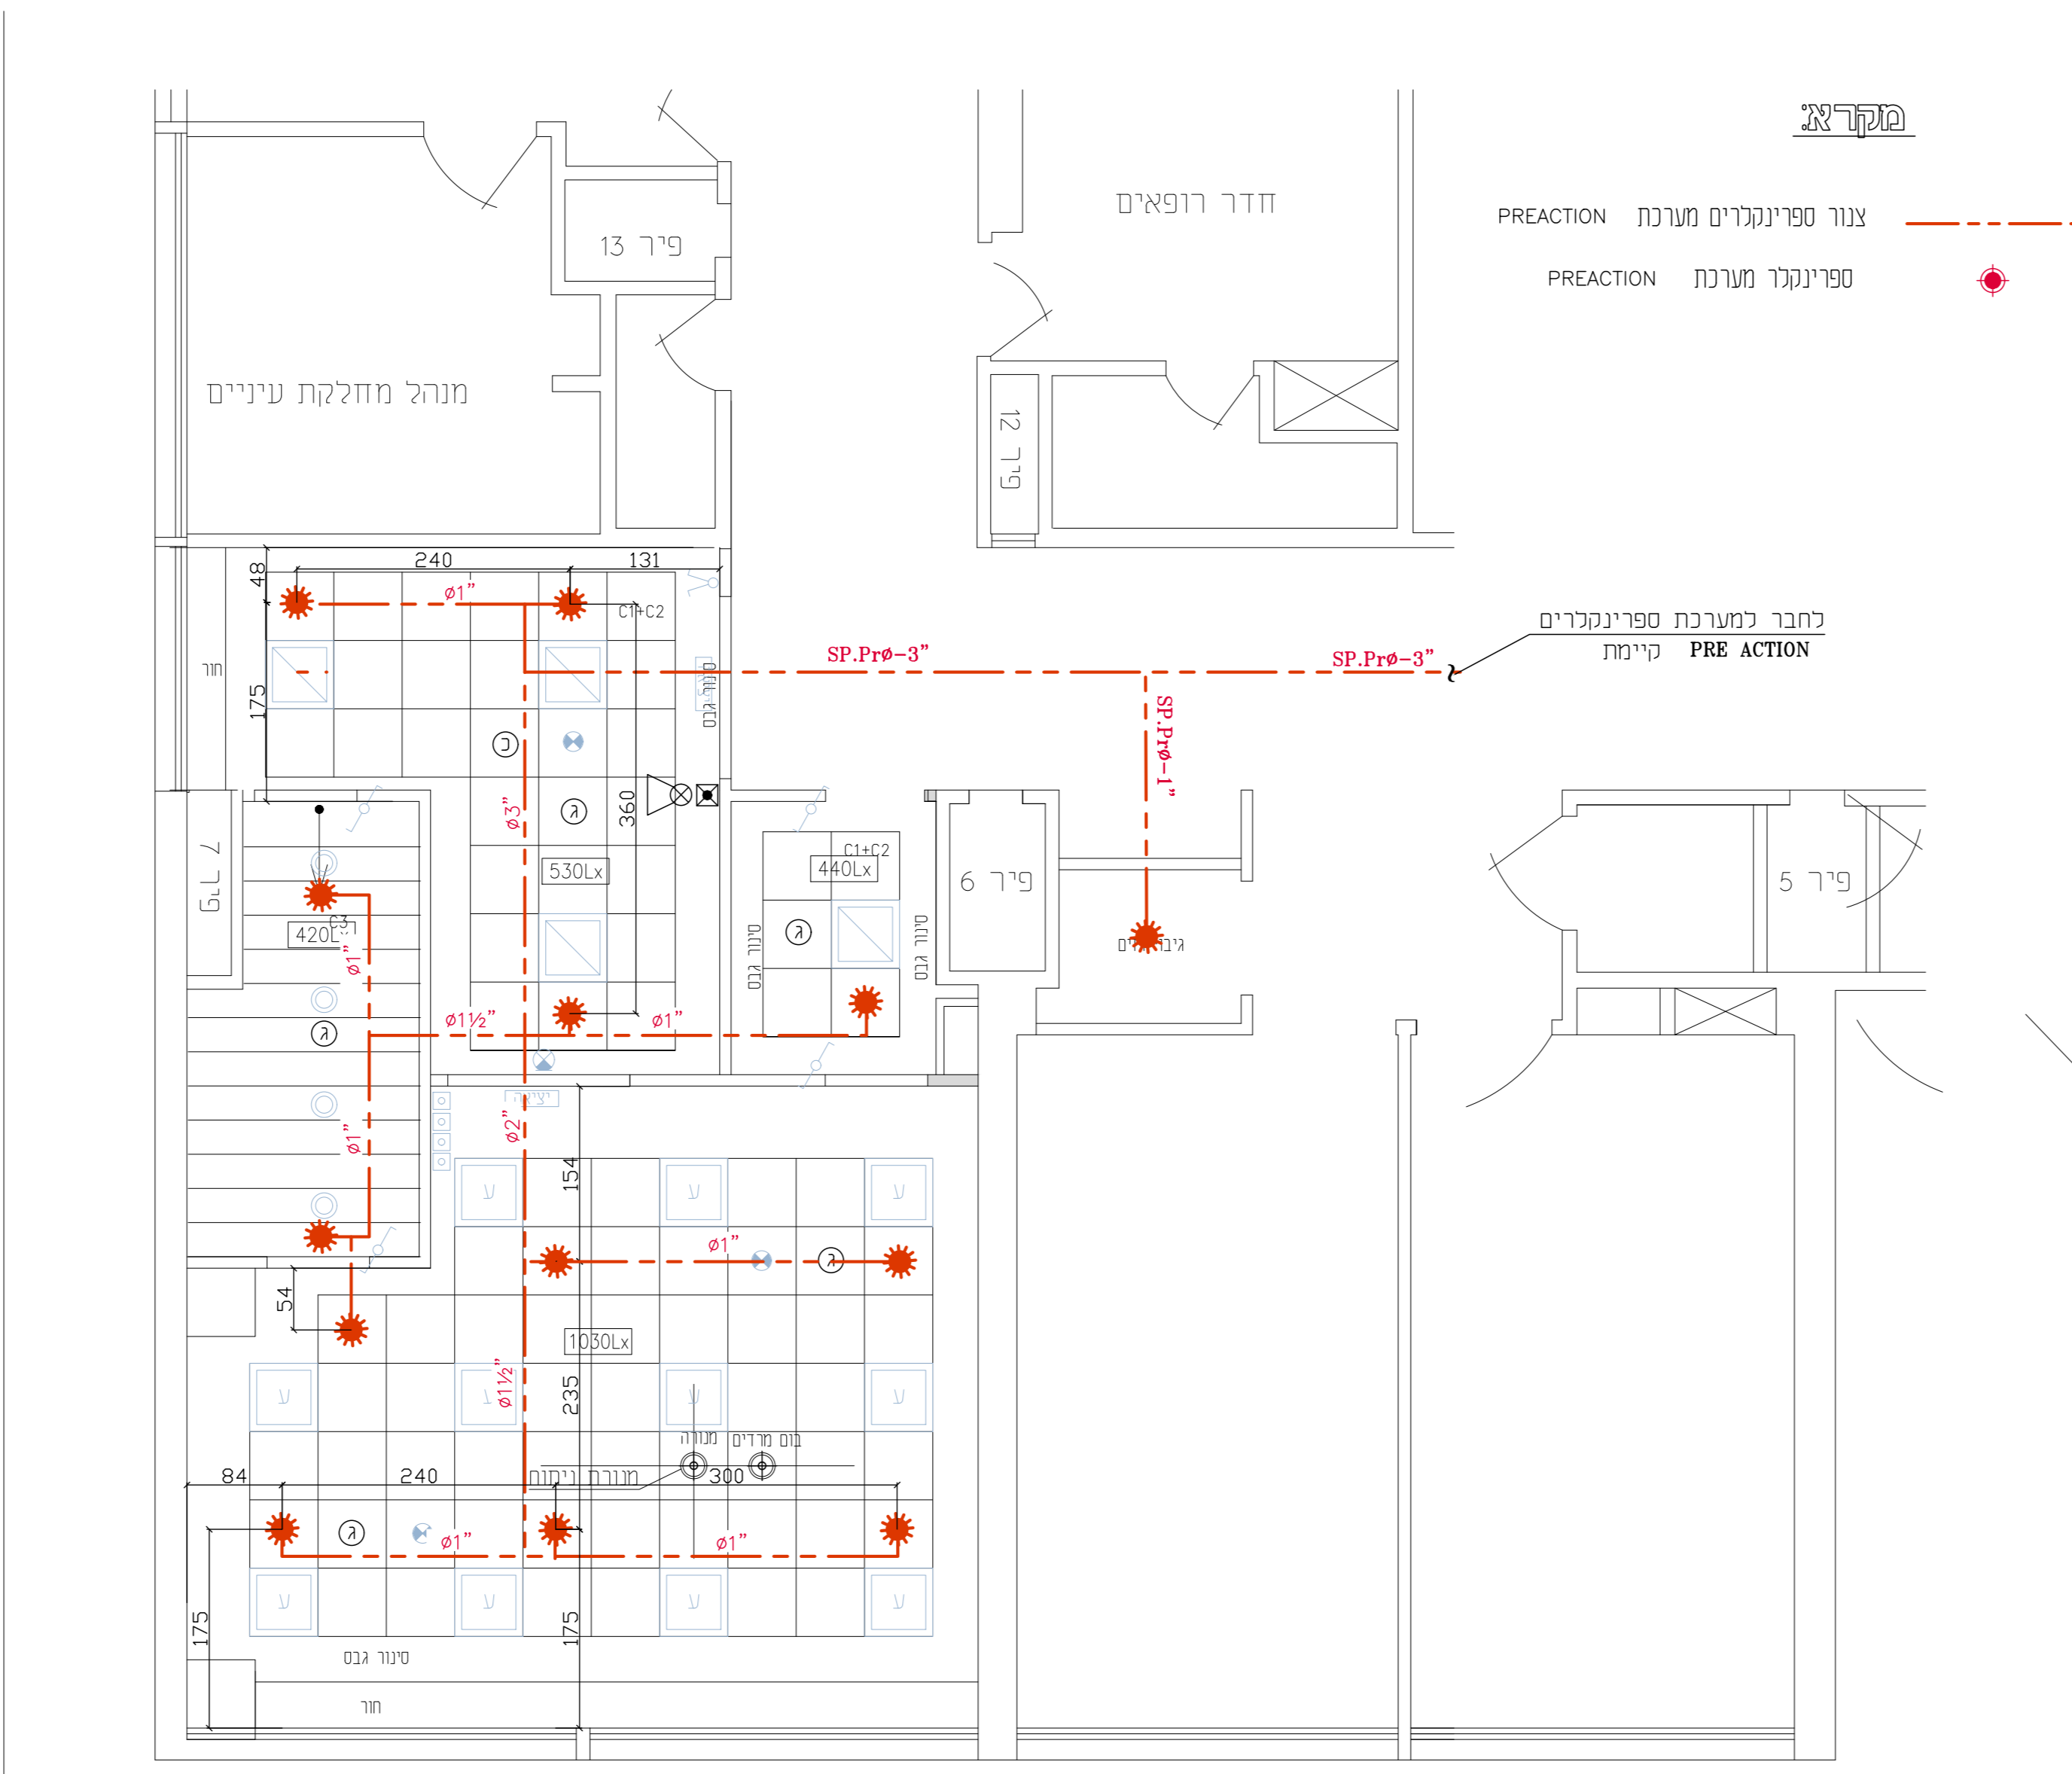 מקרא:
צנור ספרינקלרים מערכת PREACTION
ספרינקלר מערכת PREACTION
חדר רופאים
פיר 13
מנהל מחלקת עיניים
פיר 12
240
131
48
ø1"
C1+C2
לחבר למערכת ספרינקלרים
קיימת PRE ACTION
SP.Prø-3"
SP.Prø-3"
SP.Prø-1"
חור
175
סינור גבס
כ
ג
ø3"
360
530Lx
C1+C2
440Lx
ג
סינור גבס
סינור גבס
פיר 7
פיר 6
פיר 5
C3
ø1"
ג
ø1½"
ø1"
יציאה
ø2"
ø1"
154
ע
ע
ע
ø1"
ג
54
1030Lx
ø1½"
235
ע
ע
ע
ע
מנורה
בום מרדים
מנורת ניתוח
84
240
300
ג
ø1"
ø1"
ע
ע
ע
ע
175
175
סינור גבס
חור